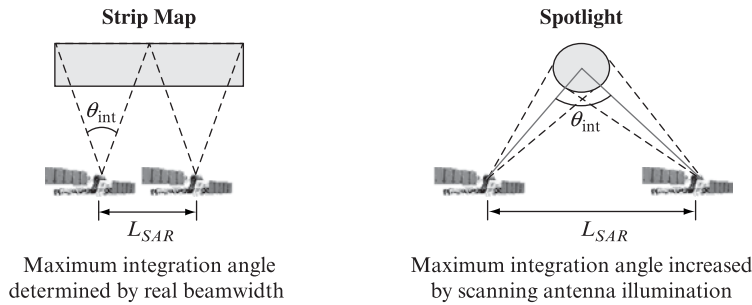 Strip Map
θint
LSAR
Maximum integration angle
determined by real beamwidth
Spotlight
θint
LSAR
Maximum integration angle increased
by scanning antenna illumination